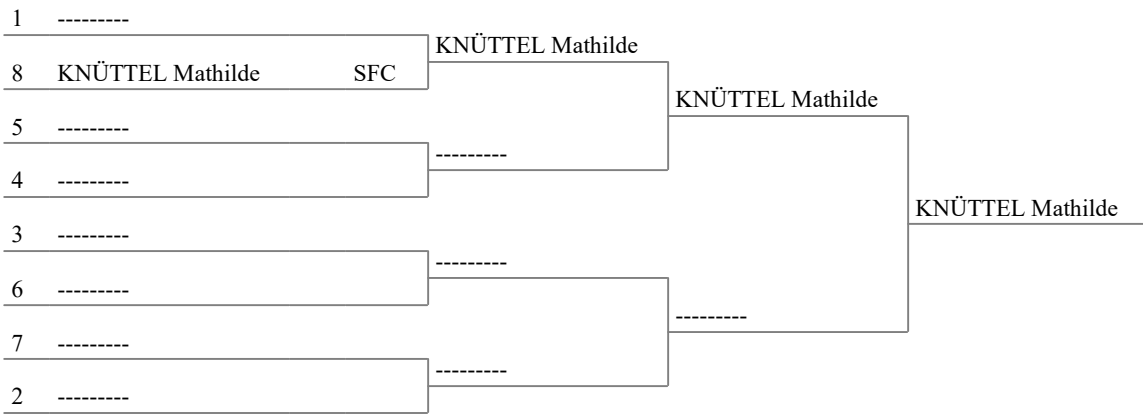 1 ---------
8 KNÜTTEL Mathilde SFC
5 ---------
4 ---------
3 ---------
6 ---------
7 ---------
2 ---------
KNÜTTEL Mathilde
---------
---------
---------
KNÜTTEL Mathilde
---------
KNÜTTEL Mathilde